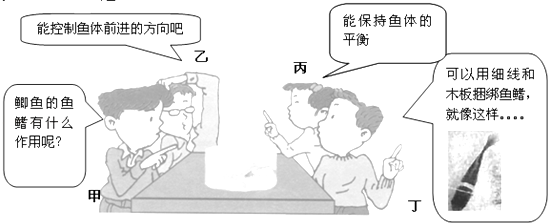 能控制鱼体前进的方向吧
乙
丙
能保持鱼体的
平衡
鲫鱼的鱼
鳍有什么
作用呢?
可以用细线和
木板捆绑鱼鳍，
就像这样。。。。
甲
丁